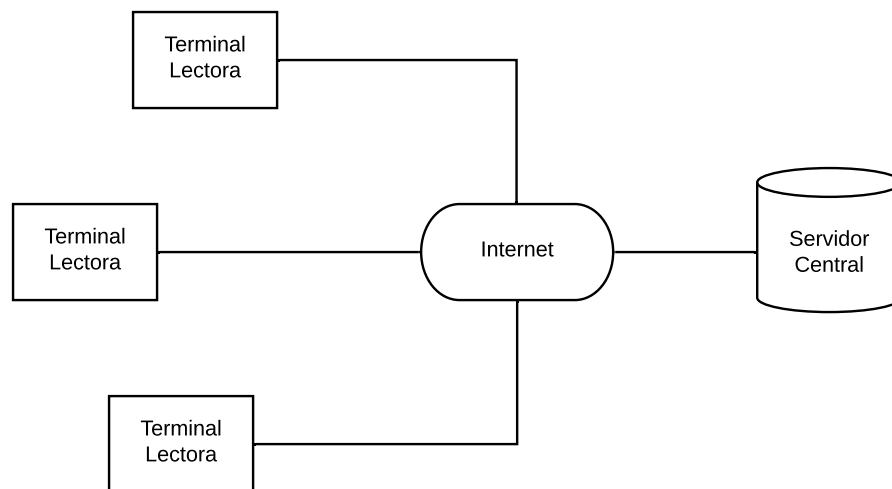 Terminal
Lectora
Terminal
Lectora
Internet
Servidor
Central
Terminal
Lectora